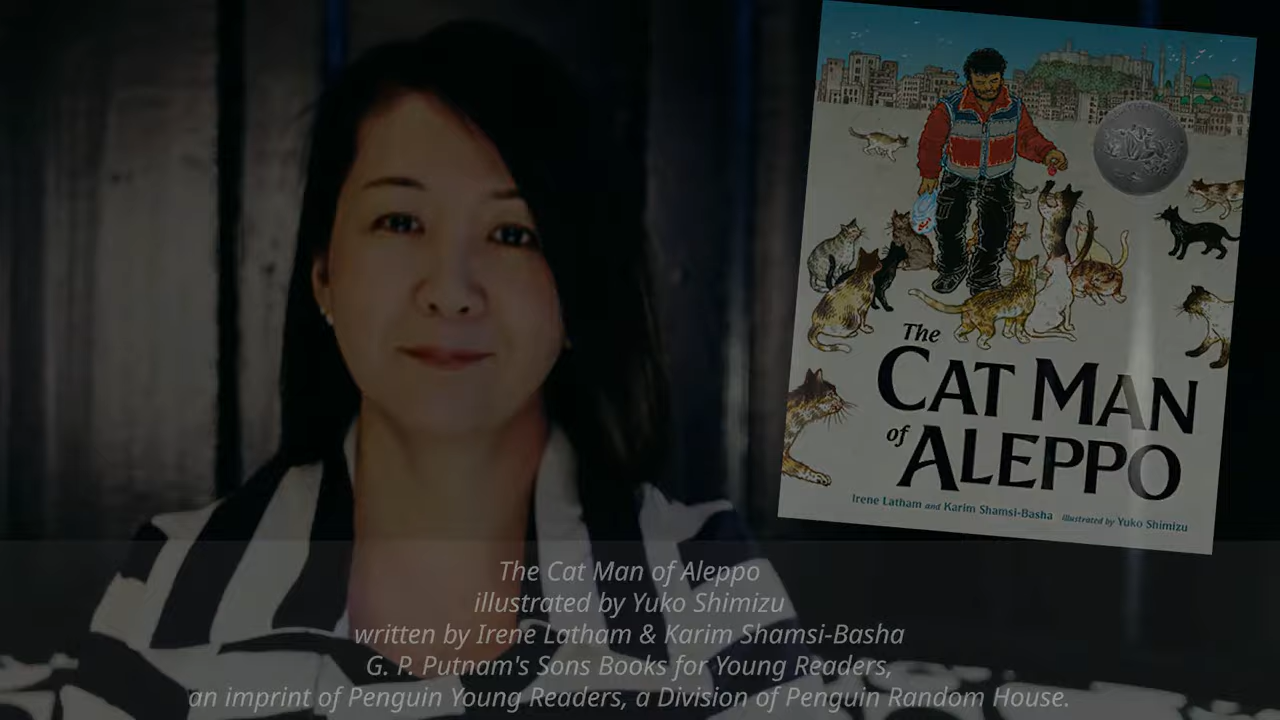 The
CAT MAN
of ALEPPO
Irene Latham and Karim Shamsi-Basha illustrated by Yuko Shimizu
The Cat Man of Aleppo
illustrated by Yuko Shimizu
written by Irene Latham & Karim Shamsi-Basha
G. P. Putnam's Sons Books for Young Readers,
an imprint of Penguin Young Readers, a Division of Penguin Random House.